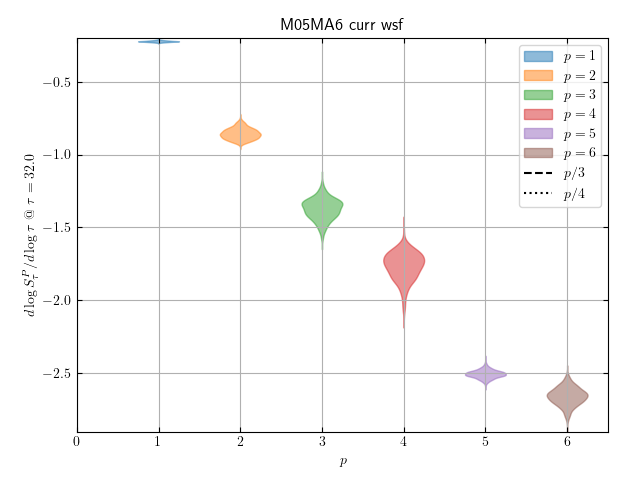 M05MA6 curr wsf
d log S_τ^P / d log τ @ τ = 32.0
−0.5
−1.0
−1.5
−2.0
−2.5
0 1 2 3 4 5 6
p
p = 1
p = 2
p = 3
p = 4
p = 5
p = 6
p/3
p/4